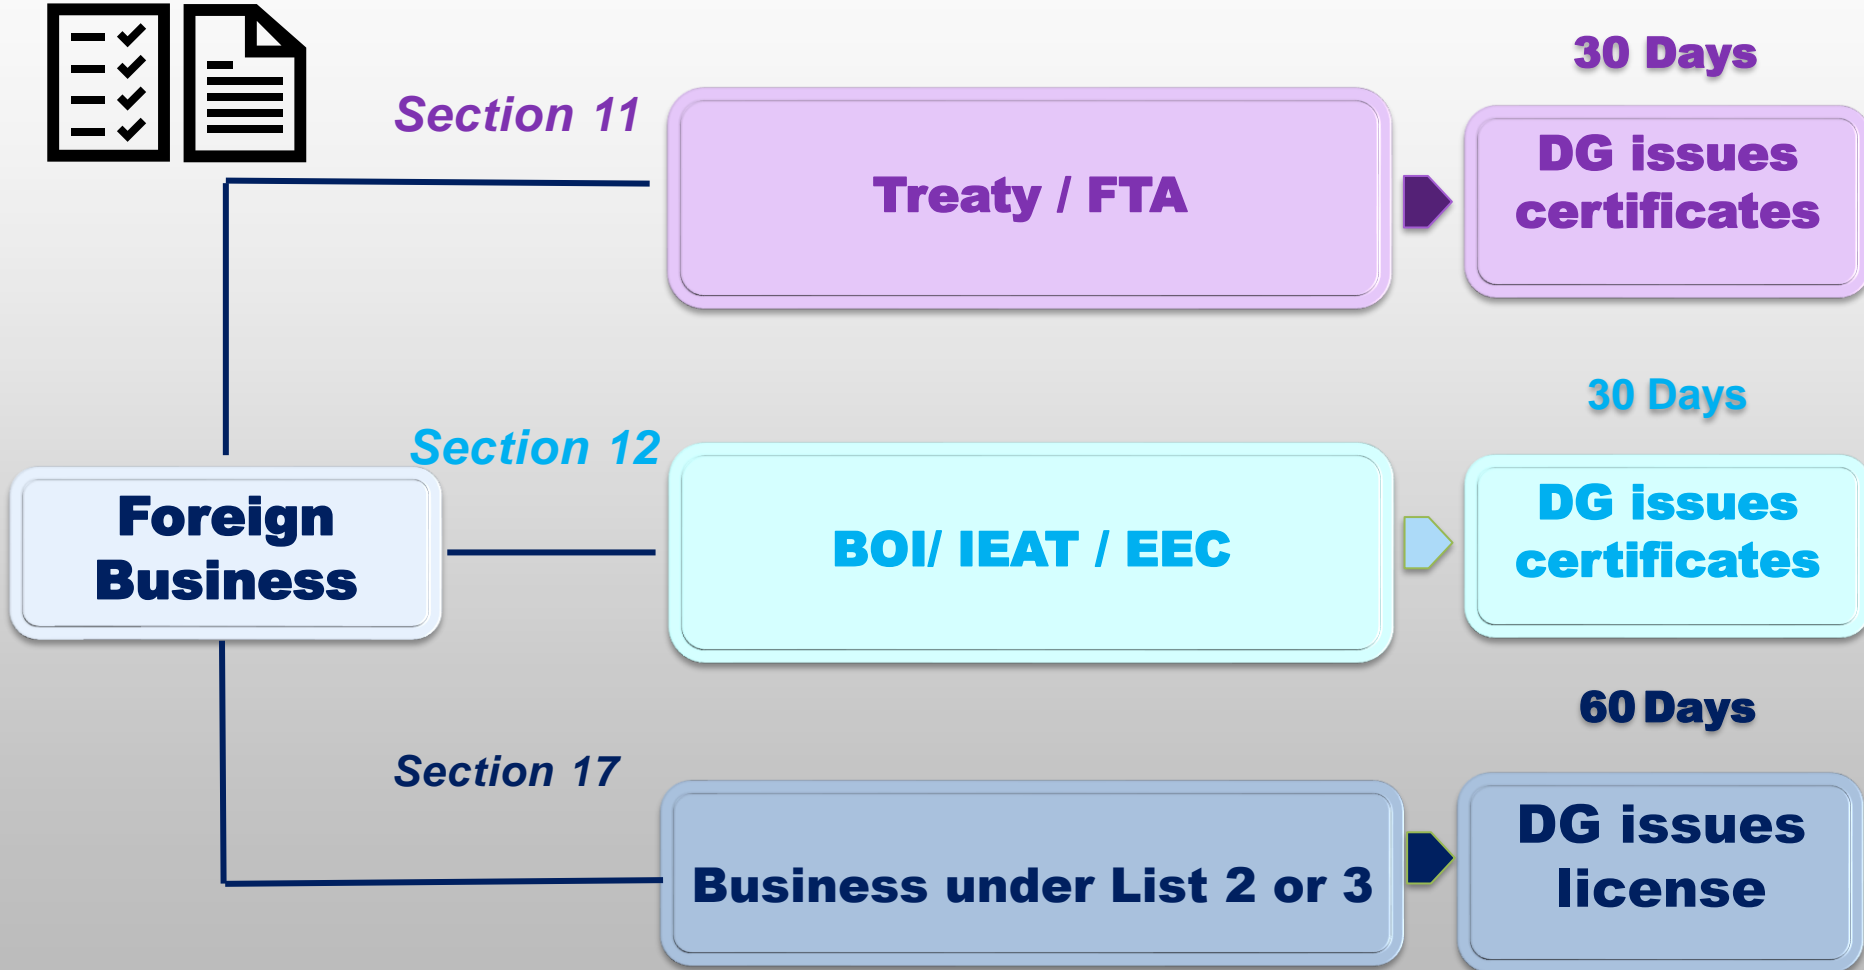 30 Days
Section 11
Treaty / FTA
DG issues
certificates
30 Days
Section 12
Foreign
Business
BOI/ IEAT / EEC
DG issues
certificates
60 Days
Section 17
Business under List 2 or 3
DG issues
license